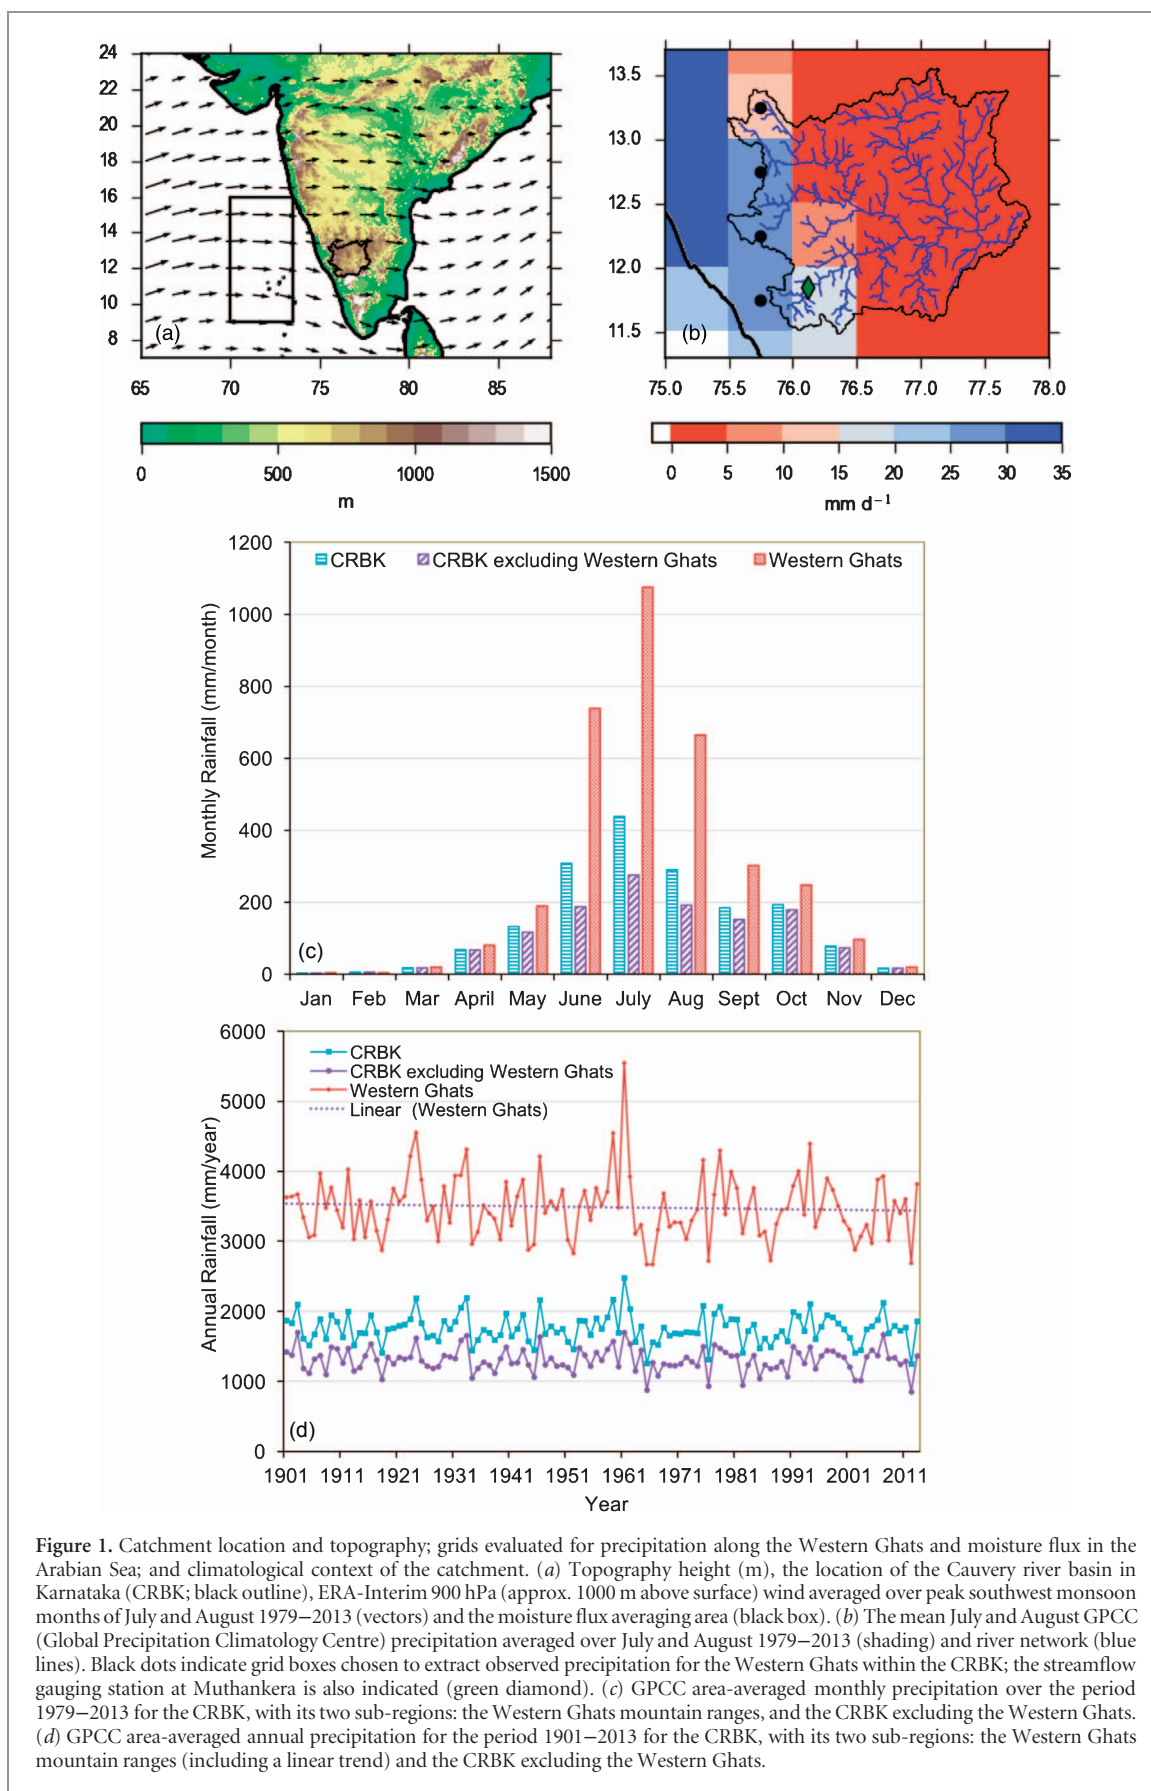 24
22
20
18
16
14
12
10
8
(a)
65 70 75 80 85
0 500 1000 1500
m
13.5
13.0
12.5
12.0
11.5
(b)
75.0 75.5 76.0 76.5 77.0 77.5 78.0
0 5 10 15 20 25 30 35
mm d⁻¹
1200
1000
800
600
400
200
0
Monthly Rainfall (mm/month)
CRBK CRBK excluding Western Ghats Western Ghats
(c)
Jan Feb Mar April May June July Aug Sept Oct Nov Dec
6000
5000
4000
3000
2000
1000
0
Annual Rainfall (mm/year)
CRBK
CRBK excluding Western Ghats
Western Ghats
Linear (Western Ghats)
(d)
1901 1911 1921 1931 1941 1951 1961 1971 1981 1991 2001 2011
Year
Figure 1. Catchment location and topography; grids evaluated for precipitation along the Western Ghats and moisture flux in the
Arabian Sea; and climatological context of the catchment. (a) Topography height (m), the location of the Cauvery river basin in
Karnataka (CRBK; black outline), ERA-Interim 900 hPa (approx. 1000 m above surface) wind averaged over peak southwest monsoon
months of July and August 1979–2013 (vectors) and the moisture flux averaging area (black box). (b) The mean July and August GPCC
(Global Precipitation Climatology Centre) precipitation averaged over July and August 1979–2013 (shading) and river network (blue
lines). Black dots indicate grid boxes chosen to extract observed precipitation for the Western Ghats within the CRBK; the streamflow
gauging station at Muthankera is also indicated (green diamond). (c) GPCC area-averaged monthly precipitation over the period
1979–2013 for the CRBK, with its two sub-regions: the Western Ghats mountain ranges, and the CRBK excluding the Western Ghats.
(d) GPCC area-averaged annual precipitation for the period 1901–2013 for the CRBK, with its two sub-regions: the Western Ghats
mountain ranges (including a linear trend) and the CRBK excluding the Western Ghats.